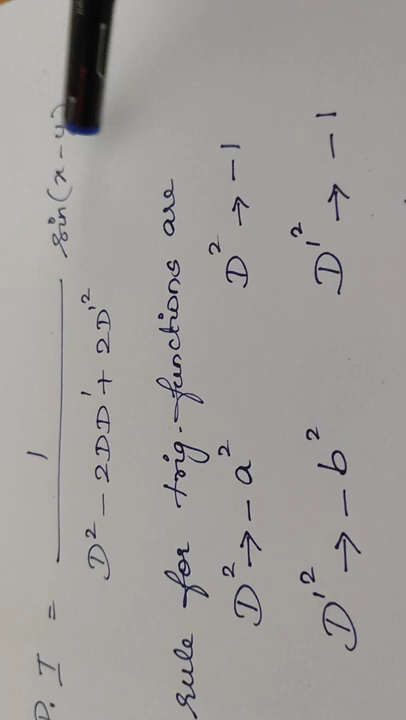 P. I = 1 / D² - 2DD' + 2D'² sin(x-y)
rule for trig. functions are
D² → -a² D² → -1
D'² → -b² D'² → -1